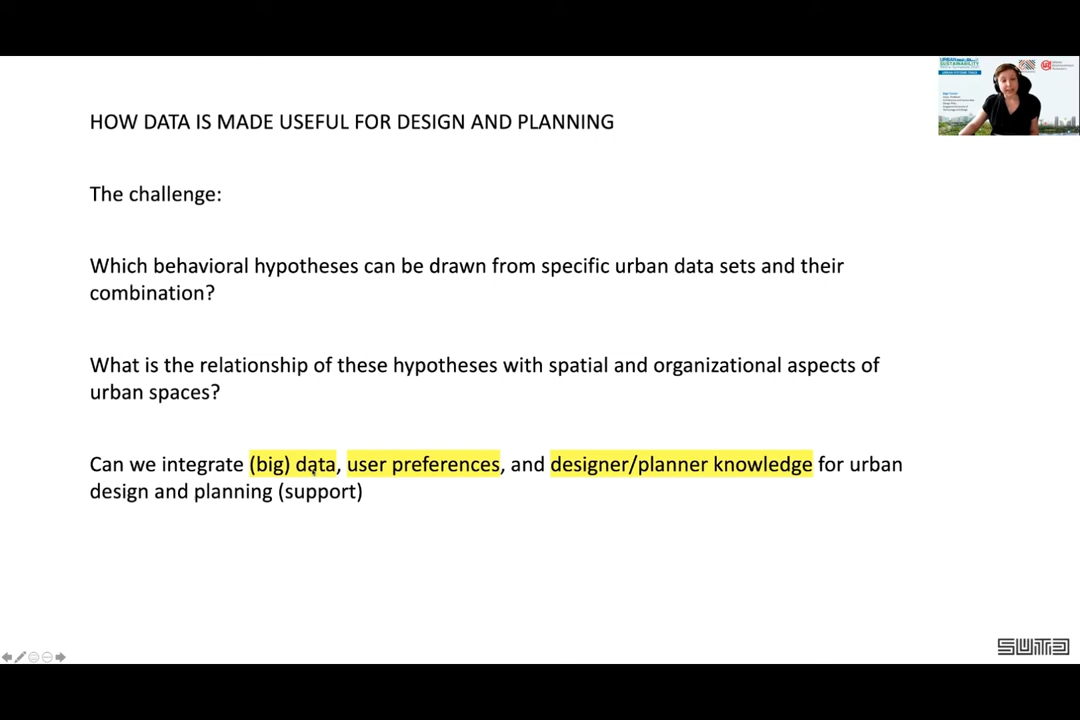 HOW DATA IS MADE USEFUL FOR DESIGN AND PLANNING
URBAN
SUSTAINABILITY
The challenge:
Which behavioral hypotheses can be drawn from specific urban data sets and their
combination?
What is the relationship of these hypotheses with spatial and organizational aspects of
urban spaces?
Can we integrate (big) data, user preferences, and designer/planner knowledge for urban
design and planning (support)
SUTD